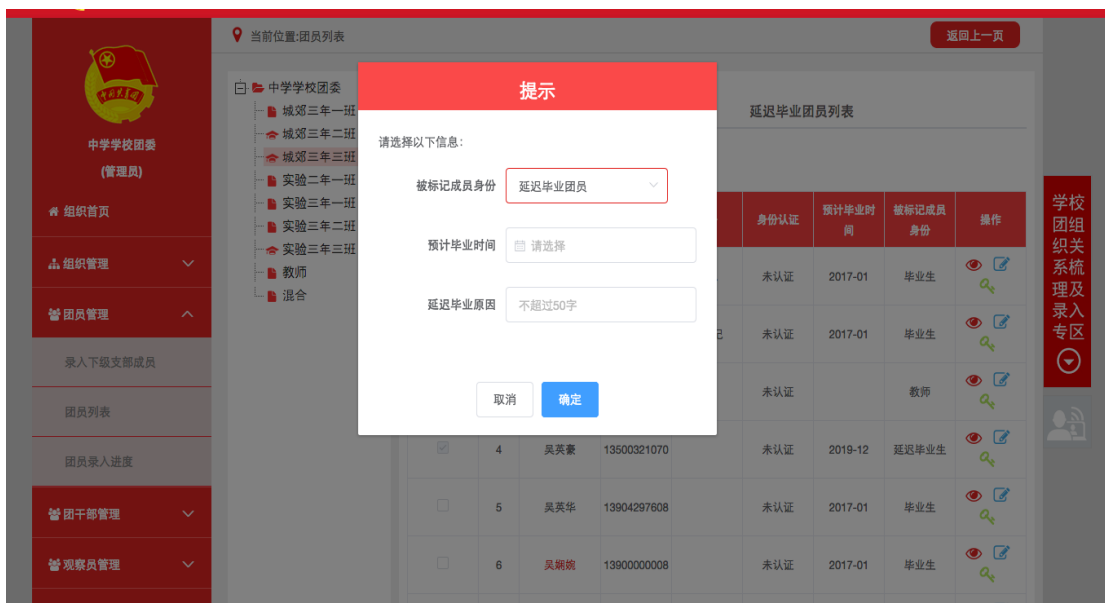 当前位置:团员列表
返回上一页
中学学校团委
(管理员)
组织首页
组织管理
团员管理
录入下级支部成员
团员列表
团员录入进度
团干部管理
观察员管理
中学学校团委
城郊三年一班
城郊三年二班
城郊三年三班
实验二年一班
实验三年一班
实验三年二班
实验三年三班
教师
混合
提示
请选择以下信息:
被标记成员身份
延迟毕业团员
预计毕业时间
请选择
延迟毕业原因
不超过50字
取消
确定
延迟毕业团员列表
身份认证 预计毕业时间 被标记成员身份 操作
未认证 2017-01 毕业生
未认证 2017-01 毕业生
未认证 教师
4 吴英豪 13500321070 未认证 2019-12 延迟毕业生
5 吴英华 13904297608 未认证 2017-01 毕业生
6 吴娴婉 13900000008 未认证 2017-01 毕业生
学校
团组
织关
系梳
理及
录入
专区